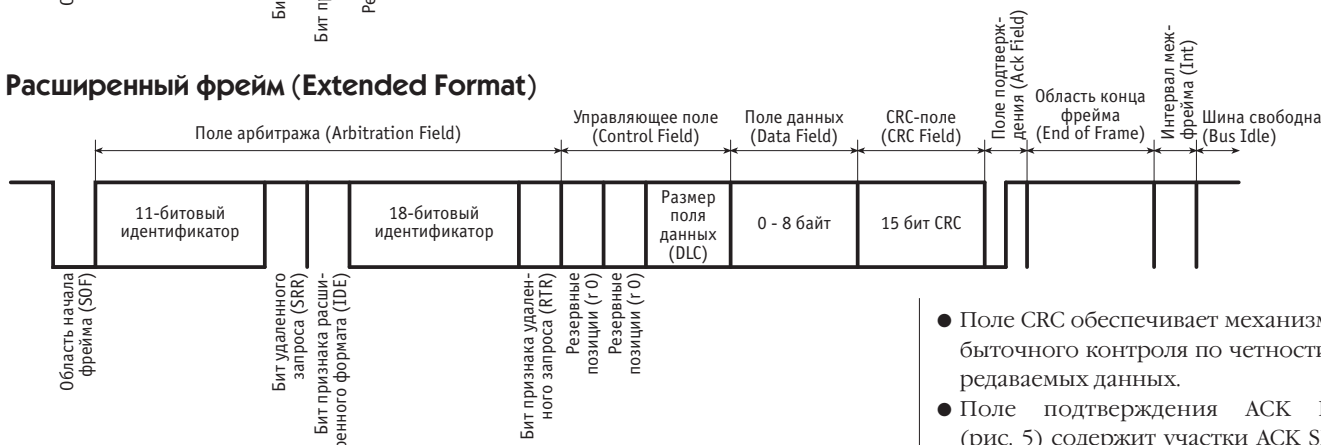 Расширенный фрейм (Extended Format)
Поле арбитража (Arbitration Field)
Управляющее поле
(Control Field)
Поле данных
(Data Field)
CRC-поле
(CRC Field)
Поле подтверж-
дения (Ack Field)
Область конца
фрейма
(End of Frame)
Интервал меж-
фрейма (Int)
Шина свободна
(Bus Idle)
11-битовый
идентификатор
18-битовый
идентификатор
Размер
поля
данных
(DLC)
0 - 8 байт
15 бит CRC
Область начала
фрейма (SOF)
Бит удаленного
запроса (SRR)
Бит признака расши-
ренного формата (IDE)
Бит признака удален-
ного запроса (RTR)
Резервные
позиции (r 0)
Резервные
позиции (r 0)
● Поле CRC обеспечивает механизм
быточного контроля по четности
редаваемых данных.
● Поле подтверждения ACK
(рис. 5) содержит участки ACK